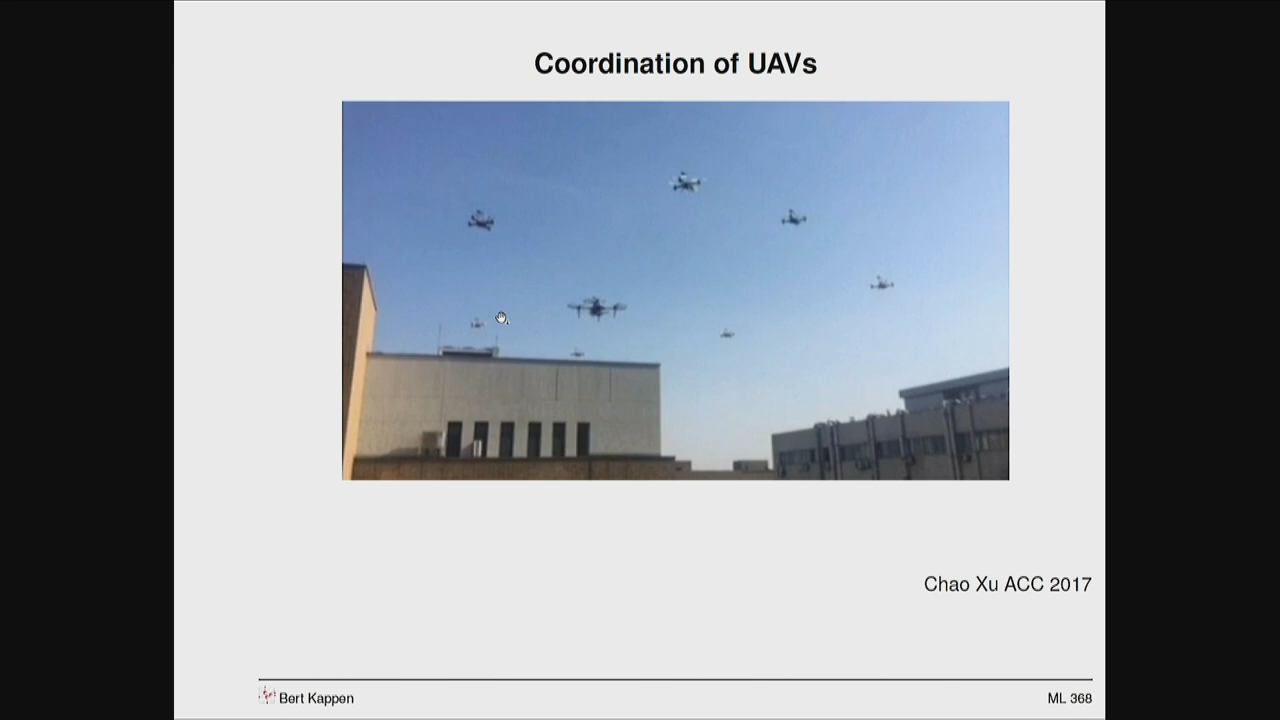 Coordination of UAVs
Chao Xu ACC 2017
Bert Kappen
ML 368